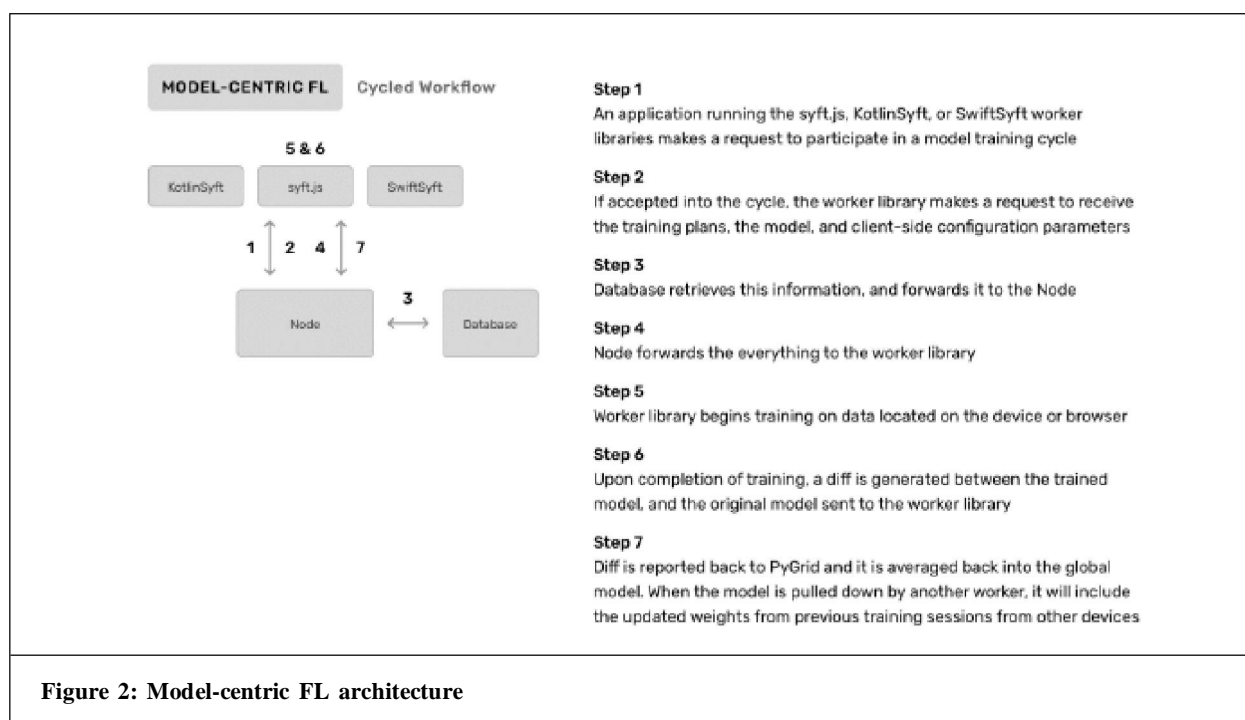 MODEL-CENTRIC FL Cycled Workflow
5 & 6
KotlinSyft syft.js SwiftSyft
1 2 4 7
3
Node Database
Step 1
An application running the syft.js, KotlinSyft, or SwiftSyft worker
libraries makes a request to participate in a model training cycle
Step 2
If accepted into the cycle, the worker library makes a request to receive
the training plans, the model, and client-side configuration parameters
Step 3
Database retrieves this information, and forwards it to the Node
Step 4
Node forwards the everything to the worker library
Step 5
Worker library begins training on data located on the device or browser
Step 6
Upon completion of training, a diff is generated between the trained
model, and the original model sent to the worker library
Step 7
Diff is reported back to PyGrid and it is averaged back into the global
model. When the model is pulled down by another worker, it will include
the updated weights from previous training sessions from other devices
Figure 2: Model-centric FL architecture